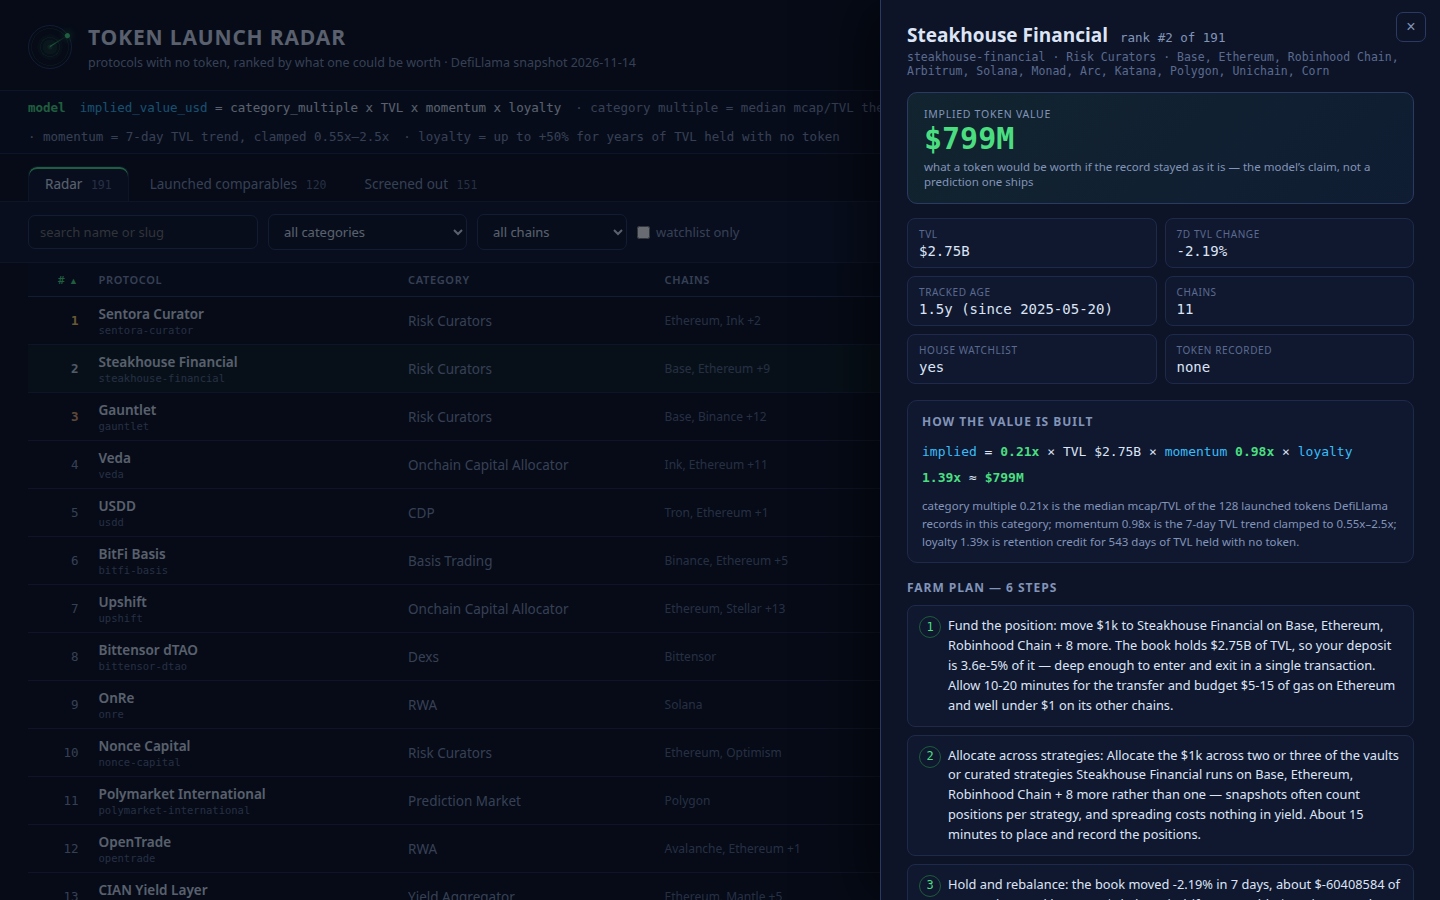 TOKEN LAUNCH RADAR
protocols with no token, ranked by what one could be worth · DefiLlama snapshot 2026-11-14
model implied_value_usd = category_multiple x TVL x momentum x loyalty · category multiple = median mcap/TVL the
· momentum = 7-day TVL trend, clamped 0.55x–2.5x · loyalty = up to +50% for years of TVL held with no token
Radar 191 Launched comparables 120 Screened out 151
search name or slug all categories all chains watchlist only
# ▲ PROTOCOL CATEGORY CHAINS
1 Sentora Curator Risk Curators Ethereum, Ink +2
sentora-curator
2 Steakhouse Financial Risk Curators Base, Ethereum +9
steakhouse-financial
3 Gauntlet Risk Curators Base, Binance +12
gauntlet
4 Veda Onchain Capital Allocator Ink, Ethereum +11
veda
5 USDD CDP Tron, Ethereum +1
usdd
6 BitFi Basis Basis Trading Binance, Ethereum +5
bitfi-basis
7 Upshift Onchain Capital Allocator Ethereum, Stellar +13
upshift
8 Bittensor dTAO Dexs Bittensor
bittensor-dtao
9 OnRe RWA Solana
onre
10 Nonce Capital Risk Curators Ethereum, Optimism
nonce-capital
11 Polymarket International Prediction Market Polygon
polymarket-international
12 OpenTrade RWA Avalanche, Ethereum +1
opentrade
13 CIAN Yield Layer Yield Aggregator Ethereum, Mantle +5
Steakhouse Financial rank #2 of 191
×
steakhouse-financial · Risk Curators · Base, Ethereum, Robinhood Chain,
Arbitrum, Solana, Monad, Arc, Katana, Polygon, Unichain, Corn
IMPLIED TOKEN VALUE
$799M
what a token would be worth if the record stayed as it is — the model's claim, not a
prediction one ships
TVL 7D TVL CHANGE
$2.75B -2.19%
TRACKED AGE CHAINS
1.5y (since 2025-05-20) 11
HOUSE WATCHLIST TOKEN RECORDED
yes none
HOW THE VALUE IS BUILT
implied = 0.21x × TVL $2.75B × momentum 0.98x × loyalty
1.39x ≈ $799M
category multiple 0.21x is the median mcap/TVL of the 128 launched tokens DefiLlama
records in this category; momentum 0.98x is the 7-day TVL trend clamped to 0.55x–2.5x;
loyalty 1.39x is retention credit for 543 days of TVL held with no token.
FARM PLAN — 6 STEPS
1 Fund the position: move $1k to Steakhouse Financial on Base, Ethereum,
Robinhood Chain + 8 more. The book holds $2.75B of TVL, so your deposit
is 3.6e-5% of it — deep enough to enter and exit in a single transaction.
Allow 10-20 minutes for the transfer and budget $5-15 of gas on Ethereum
and well under $1 on its other chains.
2 Allocate across strategies: Allocate the $1k across two or three of the vaults
or curated strategies Steakhouse Financial runs on Base, Ethereum,
Robinhood Chain + 8 more rather than one — snapshots often count
positions per strategy, and spreading costs nothing in yield. About 15
minutes to place and record the positions.
3 Hold and rebalance: the book moved -2.19% in 7 days, about $-60408584 of